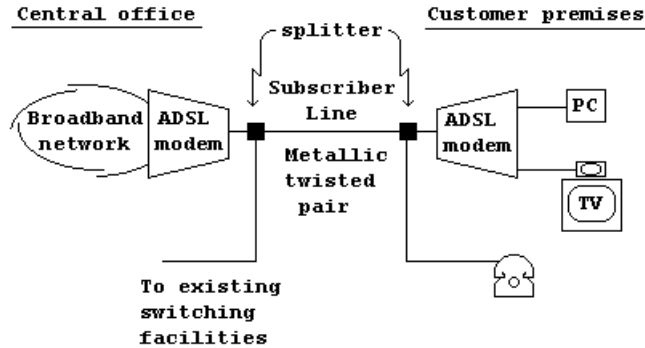 Central office
Customer premises
splitter
Subscriber
Line
Broadband
network
ADSL
modem
ADSL
modem
PC
Metallic
twisted
pair
TV
To existing
switching
facilities